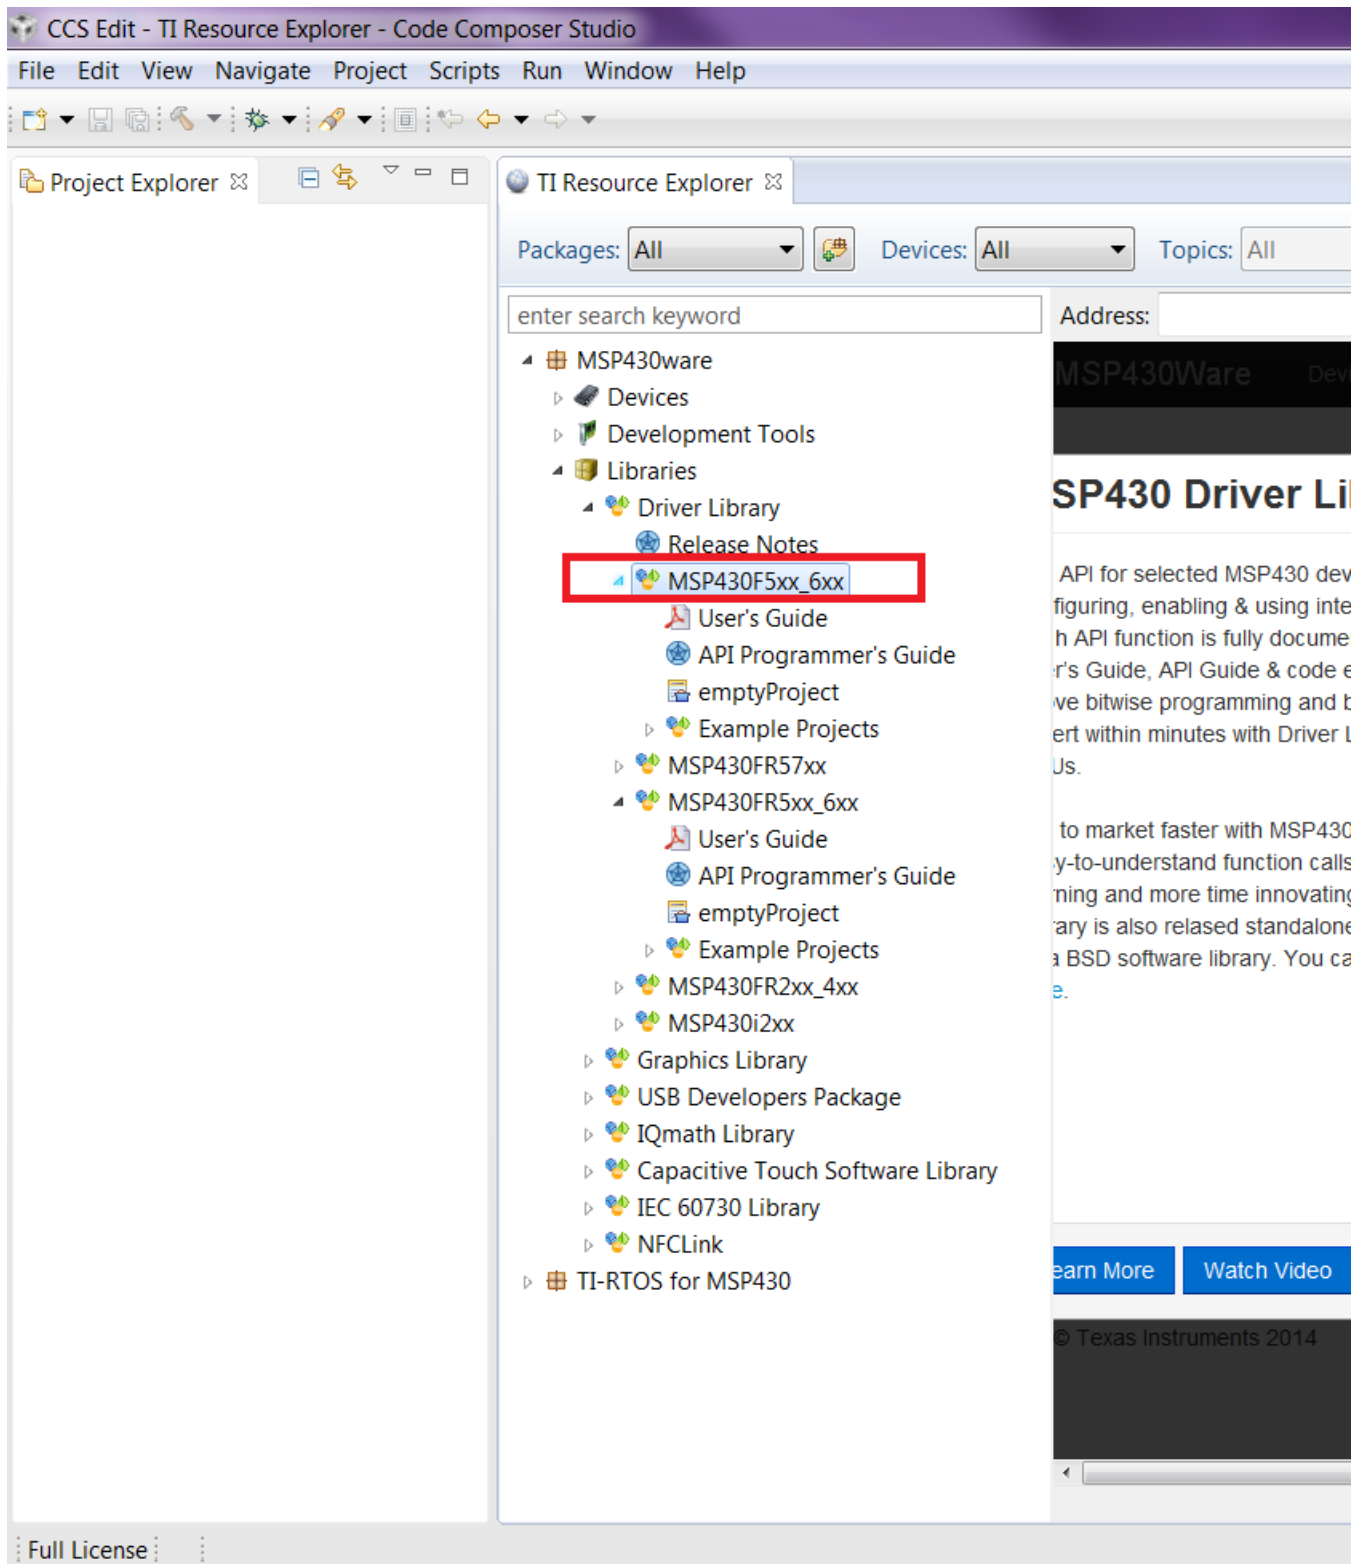 CCS Edit - TI Resource Explorer - Code Composer Studio
File Edit View Navigate Project Scripts Run Window Help
Project Explorer
TI Resource Explorer
Packages: All Devices: All Topics: All
enter search keyword
Address:
MSP430ware
Devices
Development Tools
Libraries
Driver Library
Release Notes
MSP430F5xx_6xx
User's Guide
API Programmer's Guide
emptyProject
Example Projects
MSP430FR57xx
MSP430FR5xx_6xx
User's Guide
API Programmer's Guide
emptyProject
Example Projects
MSP430FR2xx_4xx
MSP430i2xx
Graphics Library
USB Developers Package
IQmath Library
Capacitive Touch Software Library
IEC 60730 Library
NFCLink
TI-RTOS for MSP430
MSP430Ware Dev
SP430 Driver Li
API for selected MSP430 dev
figuring, enabling & using inte
h API function is fully docume
r's Guide, API Guide & code e
ve bitwise programming and b
ert within minutes with Driver L
Us.
to market faster with MSP430
y-to-understand function calls
rning and more time innovating
rary is also relased standalone
a BSD software library. You ca
e.
earn More Watch Video
© Texas Instruments 2014
Full License